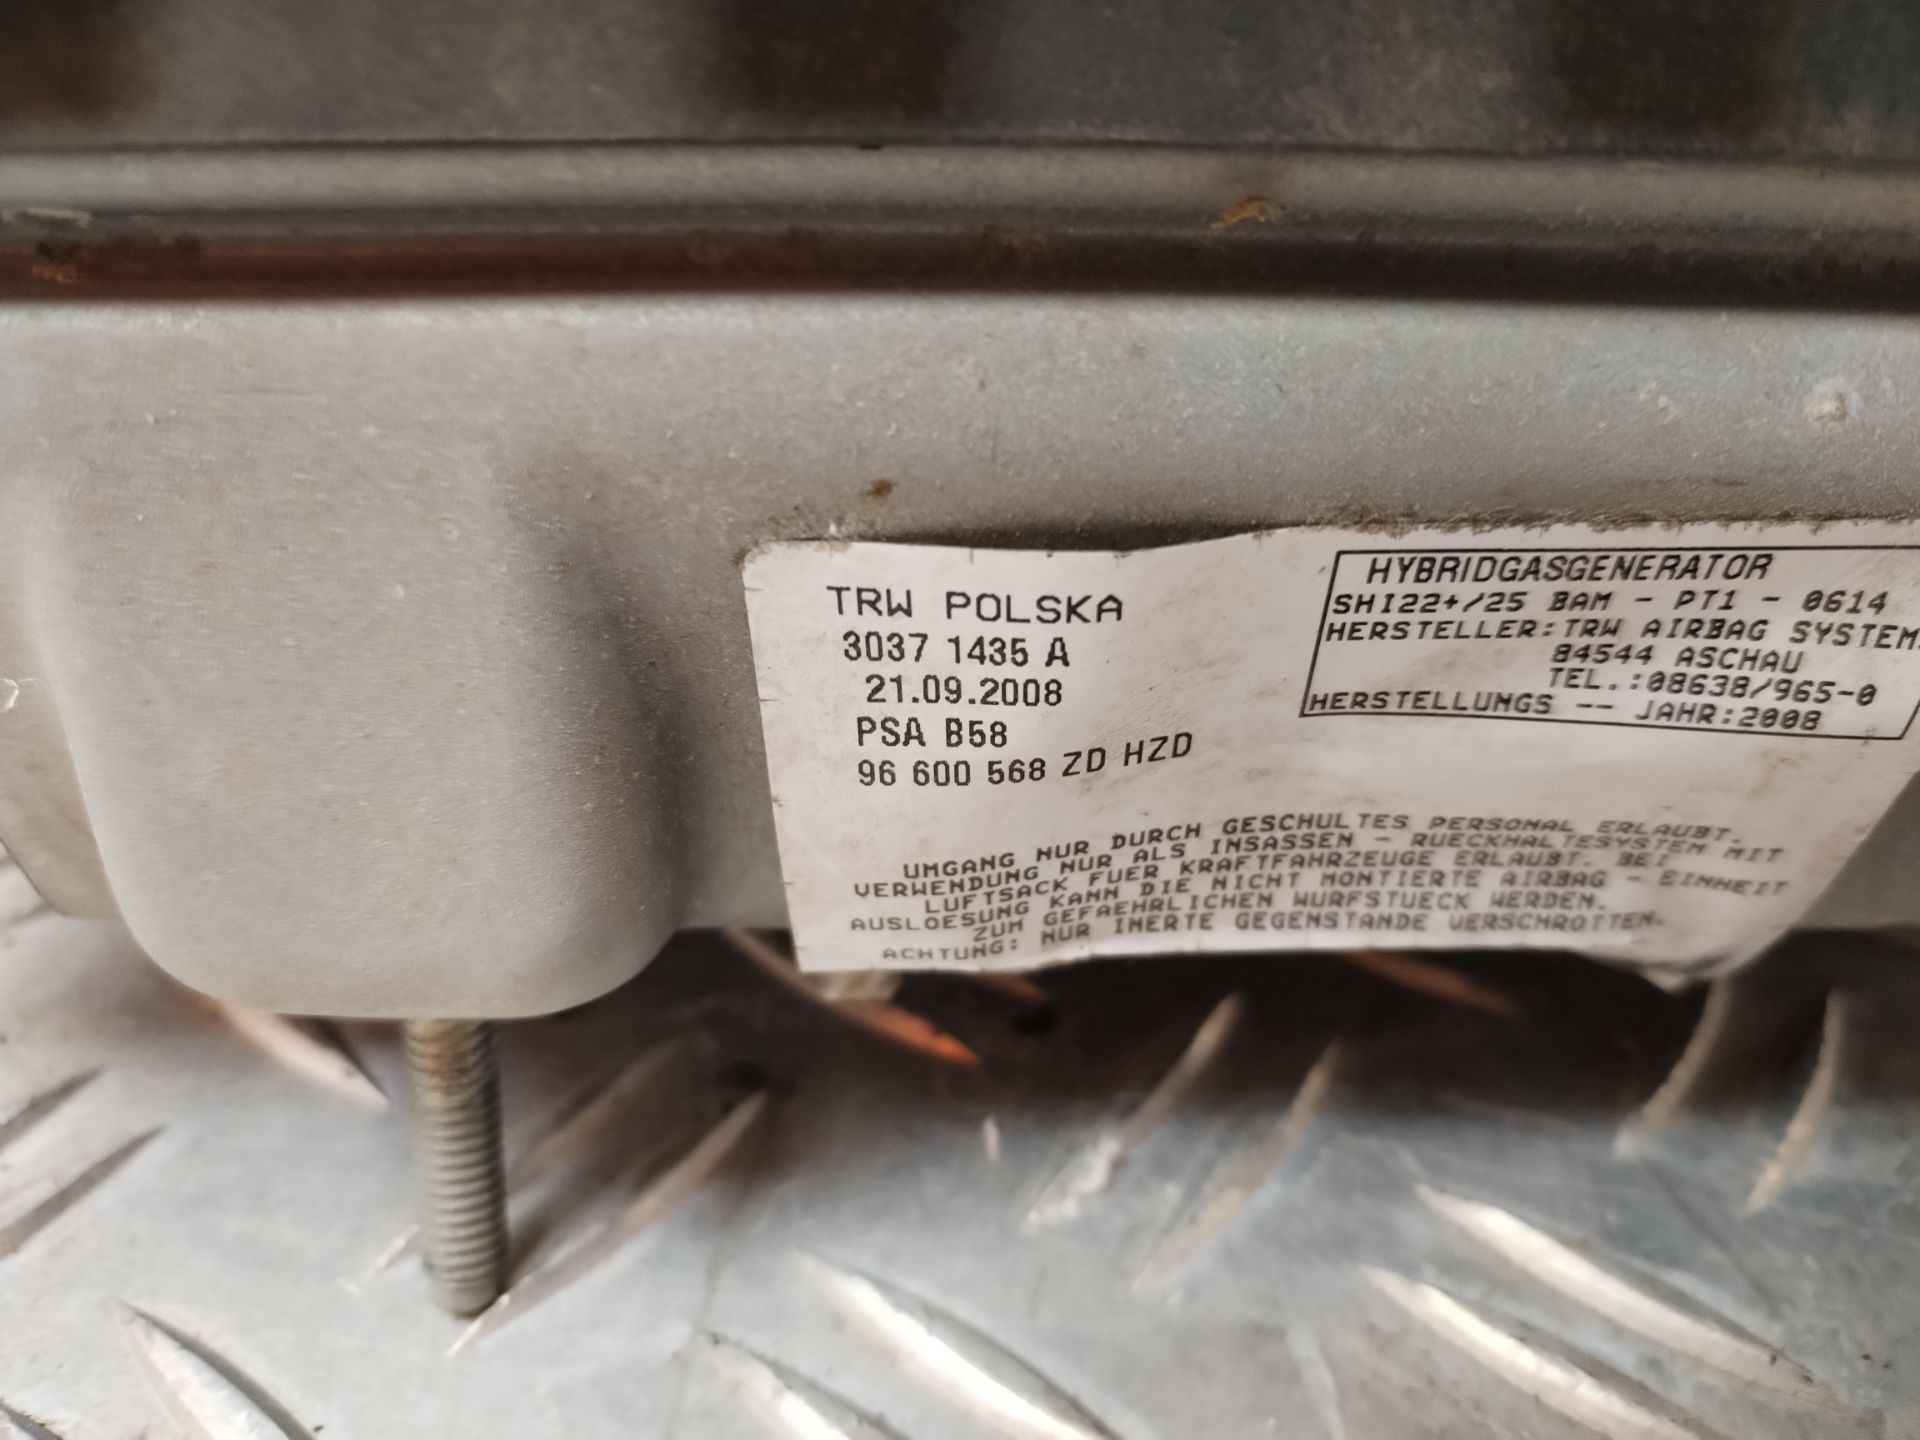 TRW POLSKA
3037 1435 A
21.09.2008
PSA B58
96 600 568 ZD HZD
HYBRIDGASGENERATOR
SHI22+/25 BAM - PT1 - 0614
HERSTELLER: TRW AIRBAG SYSTEMS
84544 ASCHAU
TEL.:08638/965-0
HERSTELLUNGS -- JAHR:2008
UMGANG NUR DURCH GESCHULTES PERSONAL ERLAUBT.
VERWENDUNG NUR ALS INSASSEN - RUECKHALTESYSTEM MIT
LUFTSACK FUER KRAFTFAHRZEUGE ERLAUBT. BEI
AUSLOESUNG KANN DIE NICHT MONTIERTE AIRBAG - EINHEIT
ZUM GEFAEHRLICHEN WURFSTUECK WERDEN.
ACHTUNG: NUR INERTE GEGENSTANDE VERSCHROTTEN.